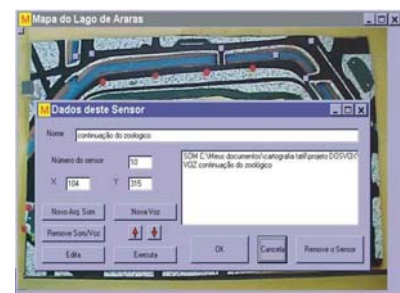 Mapa do Lago de Araras
Dados deste Sensor
Nome
continuação do zoologico
Número do sensor
10
X
104
Y
315
SOM C:\Meus documentos\cartografia tatil\projeto DOSVOX\
VOZ continuação do zoológico
Novo Arq. Som
Nova Voz
Remove Som/Voz
Edita
Executa
OK
Cancela
Remove o Sensor